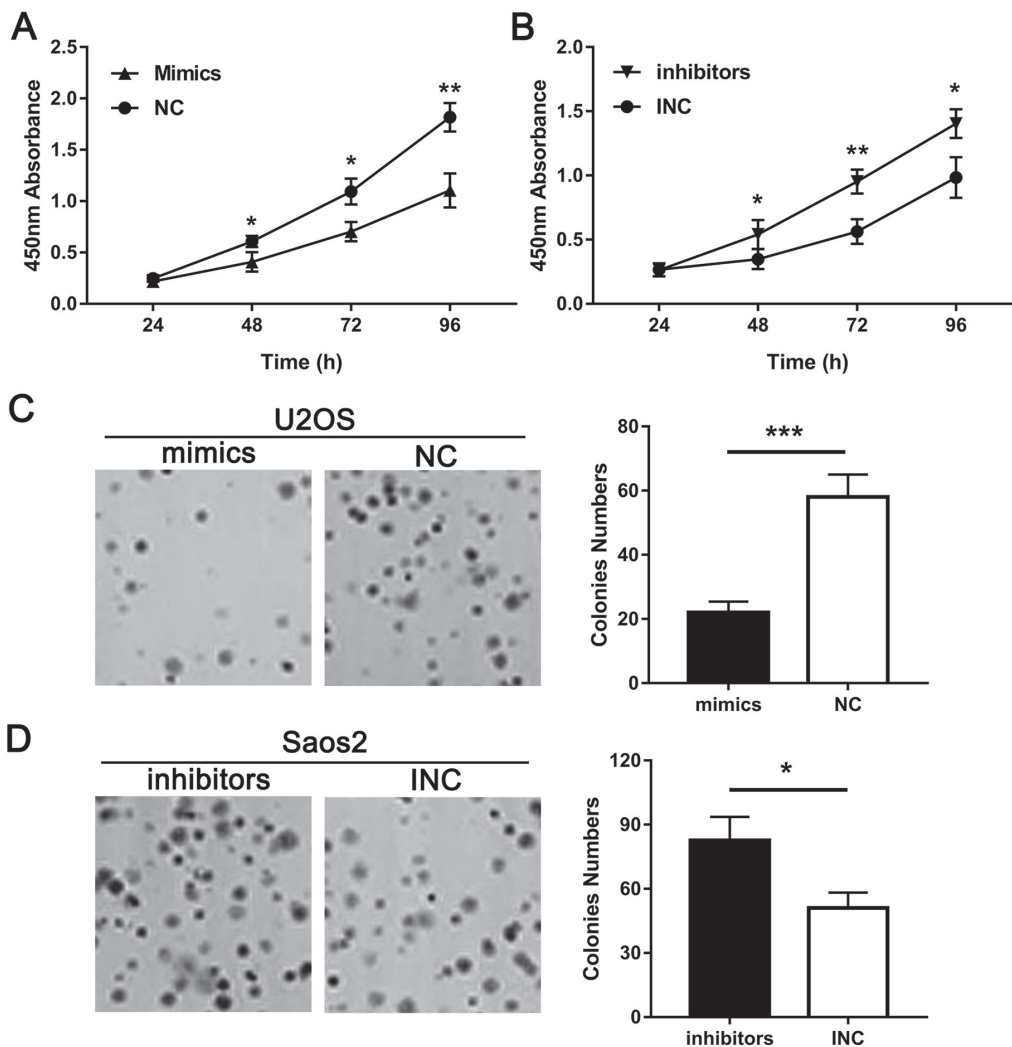 A
2.5
2.0
1.5
1.0
0.5
0.0
450nm Absorbance
Mimics
NC
*
*
**
24 48 72 96
Time (h)
B
2.0
1.5
1.0
0.5
0.0
450nm Absorbance
inhibitors
INC
*
**
*
24 48 72 96
Time (h)
C
U2OS
mimics NC
80
60
40
20
0
Colonies Numbers
***
mimics NC
D
Saos2
inhibitors INC
120
90
60
30
0
Colonies Numbers
*
inhibitors INC